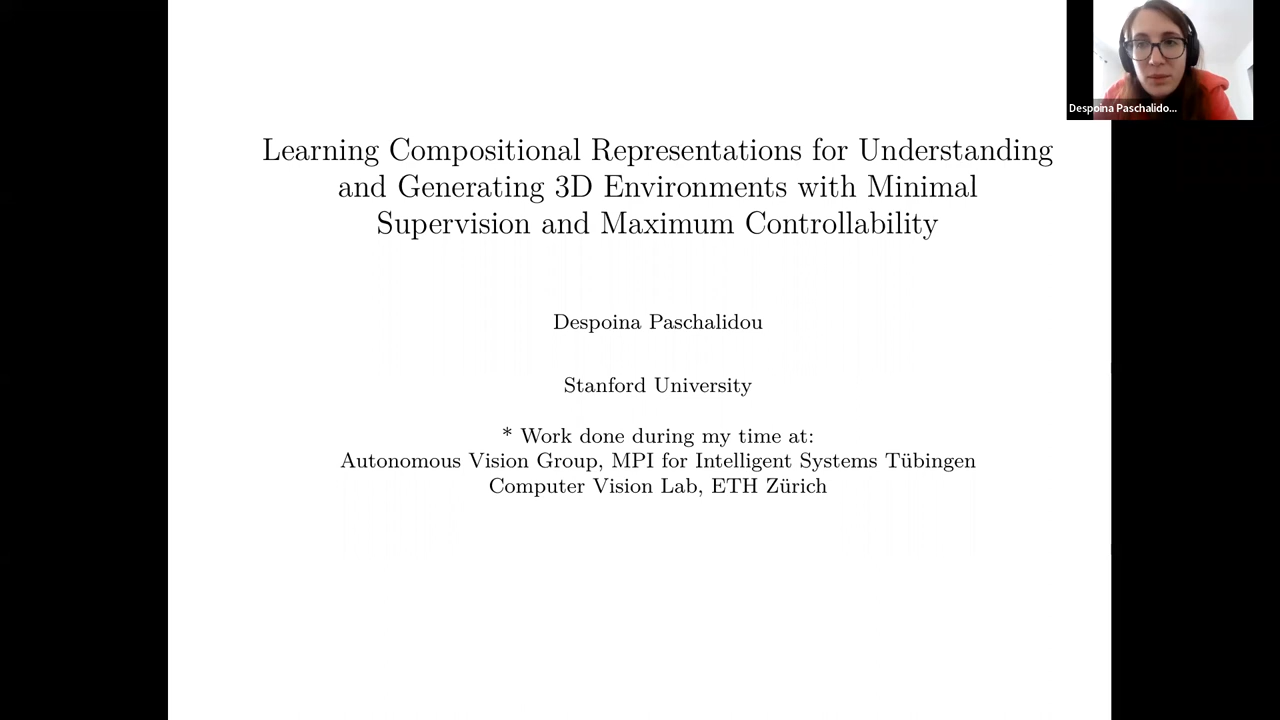 Learning Compositional Representations for Understanding
and Generating 3D Environments with Minimal
Supervision and Maximum Controllability
Despoina Paschalidou
Stanford University
* Work done during my time at:
Autonomous Vision Group, MPI for Intelligent Systems Tübingen
Computer Vision Lab, ETH Zürich
Despoina Paschalido...